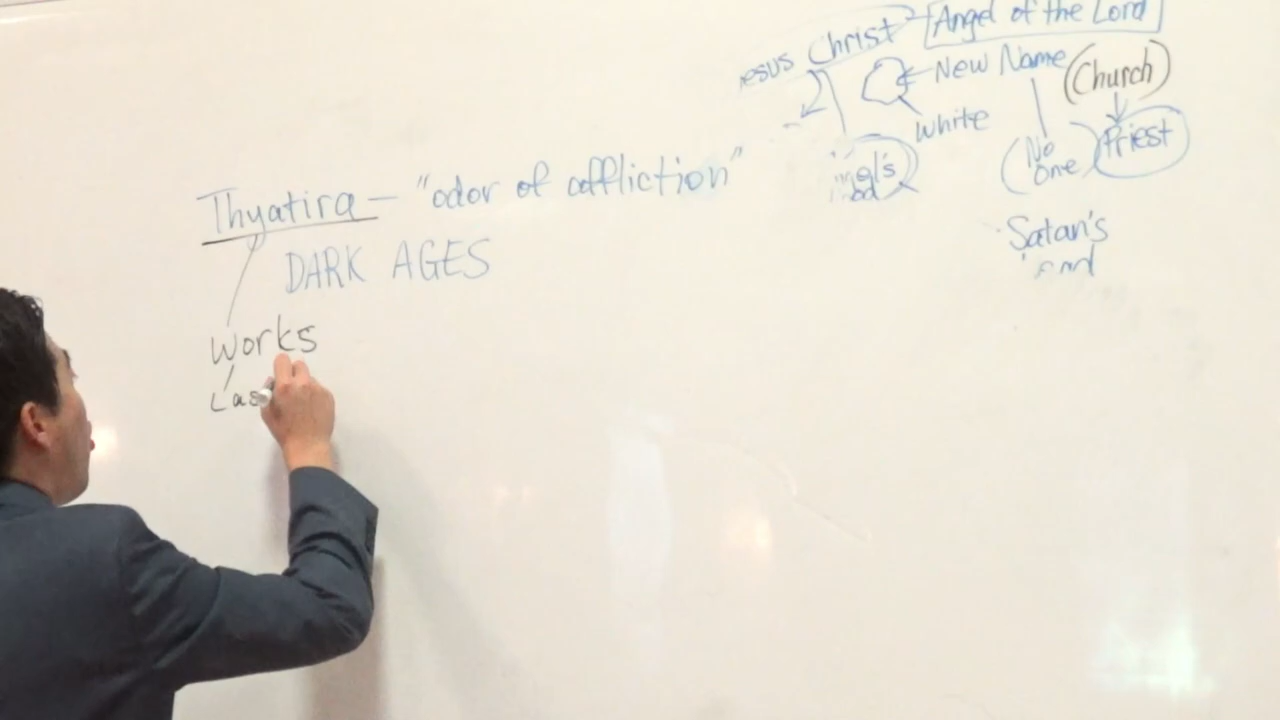 Angel of the Lord
Christ
New Name
(Church)
White
(No
One)
Priest
Thyatira - "odor of affliction"
Satan's
DARK AGES
Works